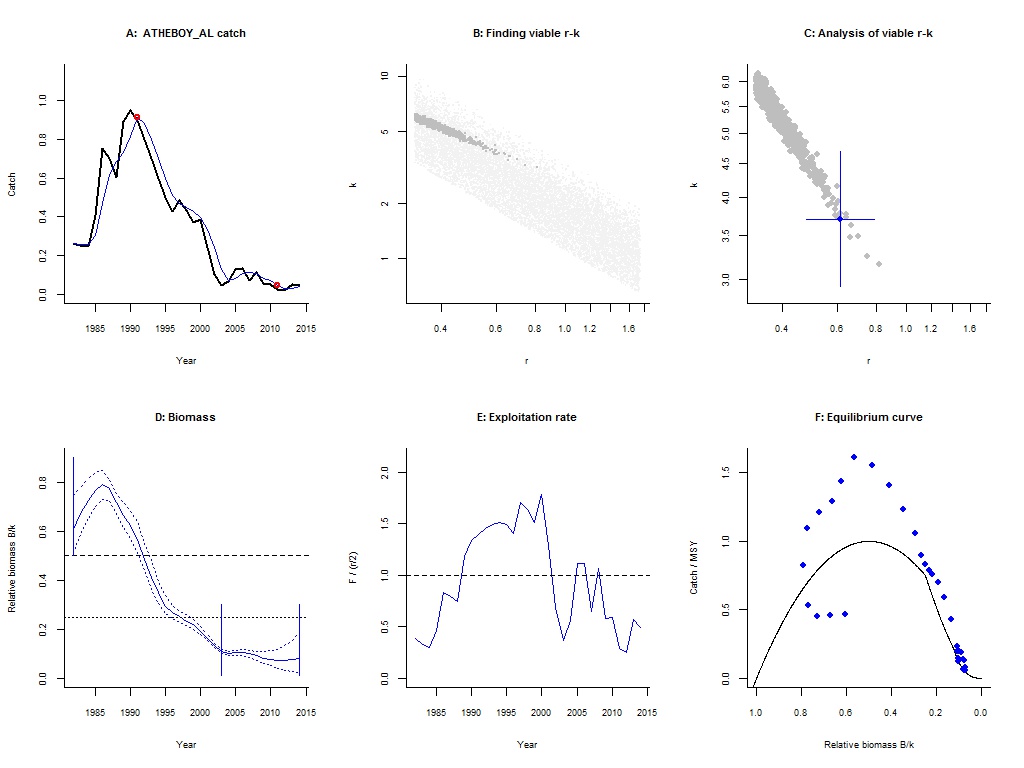 A:  ATHEBOY_AL catch
Catch
0.0 0.2 0.4 0.6 0.8 1.0
1985 1990 1995 2000 2005 2010 2015
Year
B: Finding viable r-k
k
1 2 5 10
0.4 0.6 0.8 1.0 1.2 1.6
r
C: Analysis of viable r-k
k
3.0 3.5 4.0 4.5 5.0 5.5 6.0
0.4 0.6 0.8 1.0 1.2 1.6
r
D: Biomass
Relative biomass B/k
0.0 0.2 0.4 0.6 0.8
1985 1990 1995 2000 2005 2010 2015
Year
E: Exploitation rate
F / (r/2)
0.0 0.5 1.0 1.5 2.0
1985 1990 1995 2000 2005 2010 2015
Year
F: Equilibrium curve
Catch / MSY
0.0 0.5 1.0 1.5
1.0 0.8 0.6 0.4 0.2 0.0
Relative biomass B/k